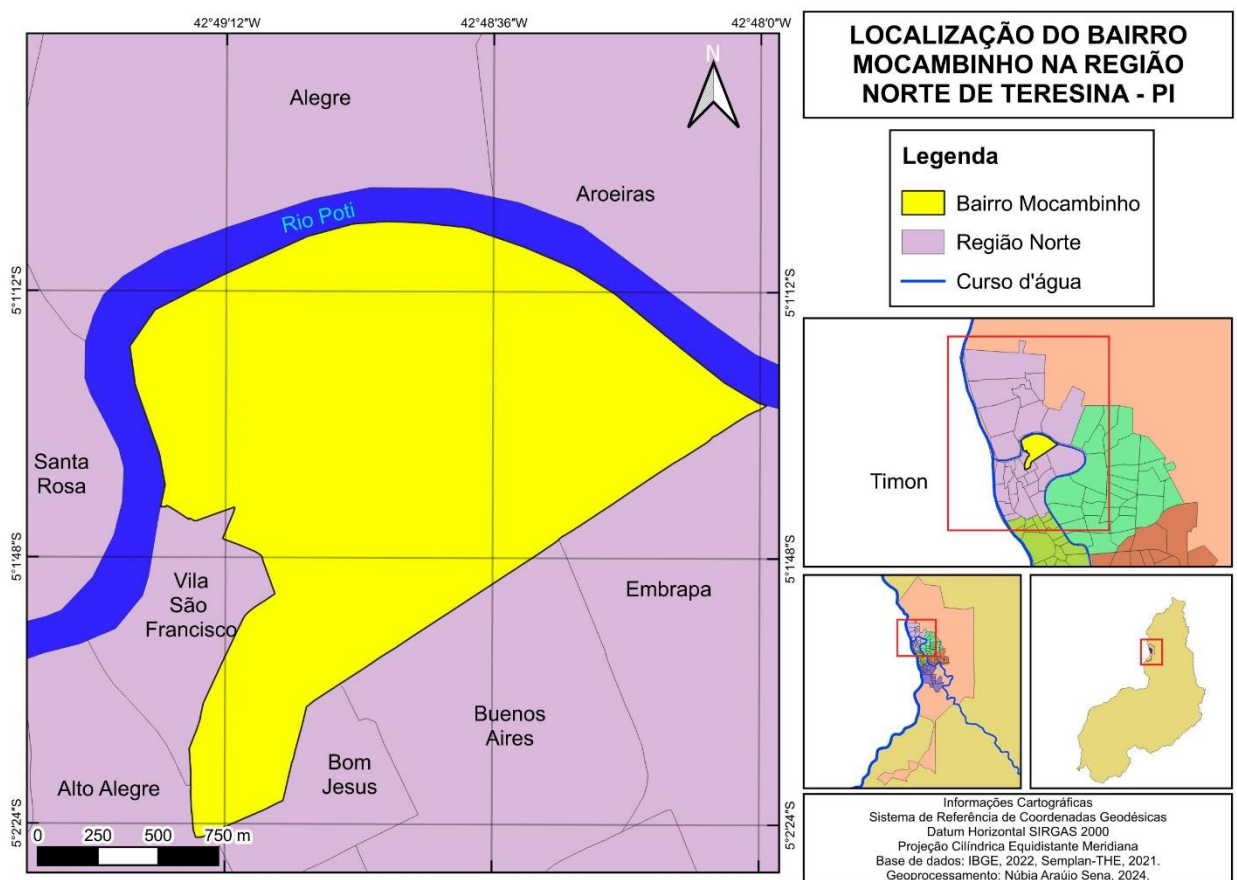 LOCALIZAÇÃO DO BAIRRO
MOCAMBINHO NA REGIÃO
NORTE DE TERESINA - PI
42°49'12"W
42°48'36"W
42°48'0"W
N
Alegre
Aroeiras
Rio Poti
5°1'12"S
5°1'12"S
Santa
Rosa
5°1'48"S
5°1'48"S
Vila
São
Francisco
Embrapa
Buenos
Aires
Bom
Jesus
Alto Alegre
5°2'24"S
5°2'24"S
0 250 500 750 m
Legenda
Bairro Mocambinho
Região Norte
Curso d'água
Timon
Informações Cartográficas
Sistema de Referência de Coordenadas Geodésicas
Datum Horizontal SIRGAS 2000
Projeção Cilíndrica Equidistante Meridiana
Base de dados: IBGE, 2022, Semplan-THE, 2021.
Geoprocessamento: Núbia Araújo Sena, 2024.